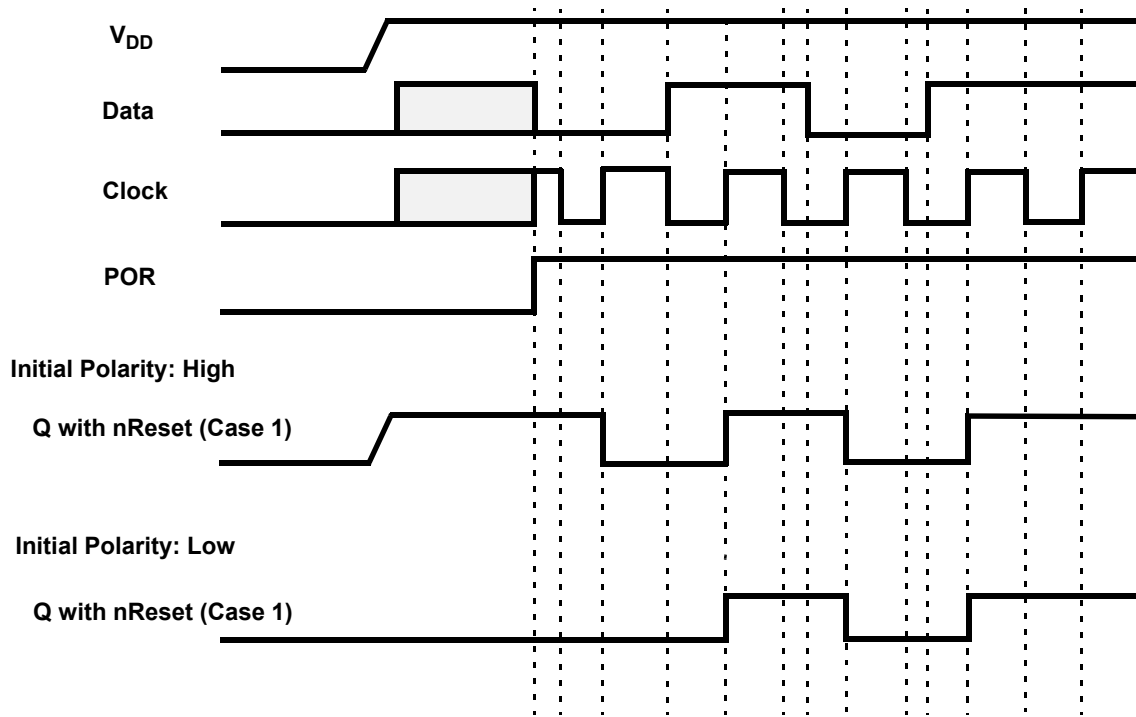 VDD
Data
Clock
POR
Initial Polarity: High
Q with nReset (Case 1)
Initial Polarity: Low
Q with nReset (Case 1)